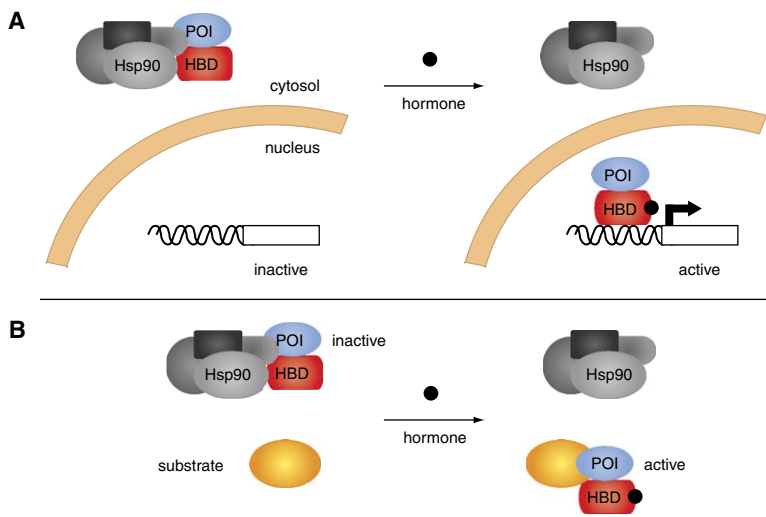 A
POI
Hsp90
HBD
cytosol
nucleus
hormone
Hsp90
POI
HBD
inactive
active
B
POI
inactive
Hsp90
HBD
hormone
Hsp90
substrate
POI
active
HBD